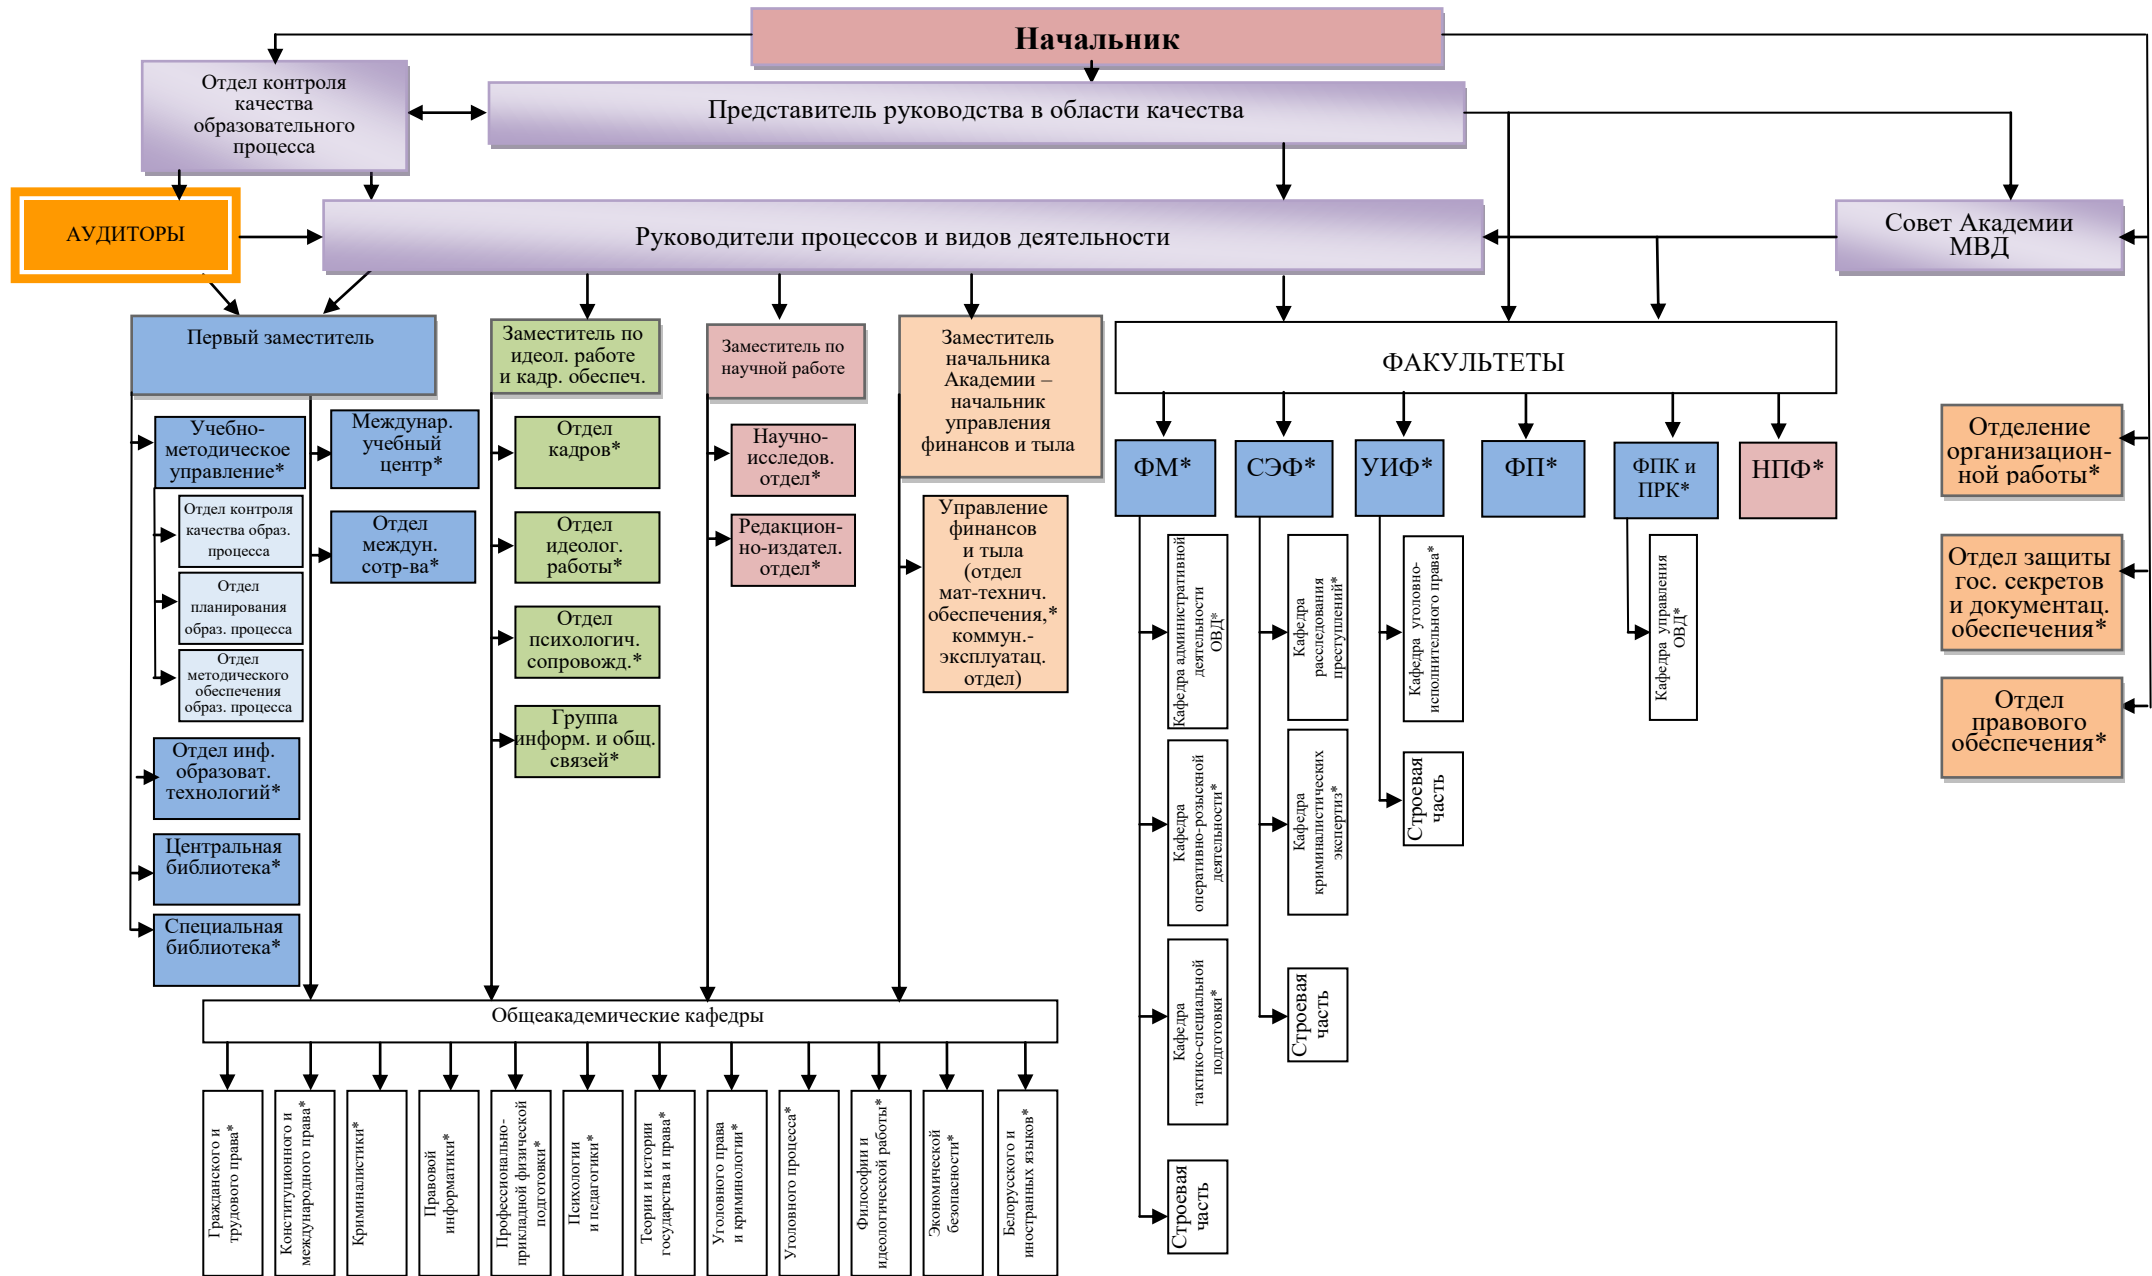 Начальник
Отдел контроля
качества
образовательного
процесса
Представитель руководства в области качества
АУДИТОРЫ
Руководители процессов и видов деятельности
Совет Академии
МВД
Первый заместитель
Заместитель по
идеол. работе
и кадр. обеспеч.
Заместитель по
научной работе
Заместитель
начальника
Академии –
начальник
управления
финансов и тыла
ФАКУЛЬТЕТЫ
Учебно-
методическое
управление*
Отдел контроля
качества образ.
процесса
Отдел
планирования
образ. процесса
Отдел
методического
обеспечения
образ. процесса
Отдел инф.
образоват.
технологий*
Центральная
библиотека*
Специальная
библиотека*
Междунар.
учебный
центр*
Отдел
междун.
сотр-ва*
Отдел
кадров*
Отдел
идеолог.
работы*
Отдел
психологич.
сопровожд.*
Группа
информ. и общ.
связей*
Научно-
исследов.
отдел*
Редакцион-
но-издател.
отдел*
Управление
финансов
и тыла
(отдел
мат-технич.
обеспечения,*
коммун.-
эксплуатац.
отдел)
ФМ*
СЭФ*
УИФ*
ФП*
ФПК и
ПРК*
НПФ*
Кафедра административной
деятельности
ОВД*
Кафедра
оперативно-розыскной
деятельности*
Кафедра
тактико-специальной
подготовки*
Строевая
часть
Кафедра
расследования
преступлений*
Кафедра
криминалистических
экспертиз*
Строевая
часть
Кафедра уголовно-
исполнительного права*
Строевая
часть
Кафедра управления
ОВД*
Отделение
организацион-
ной работы*
Отдел защиты
гос. секретов
и документац.
обеспечения*
Отдел
правового
обеспечения*
Общеакадемические кафедры
Гражданского и
трудового права*
Конституционного и
международного права*
Криминалистики*
Правовой
информатики*
Профессионально-
прикладной физической
подготовки*
Психологии
и педагогики*
Теории и истории
государства и права*
Уголовного права
и криминологии*
Уголовного процесса*
Философии и
идеологической работы*
Экономической
безопасности*
Белорусского и
иностранных языков*